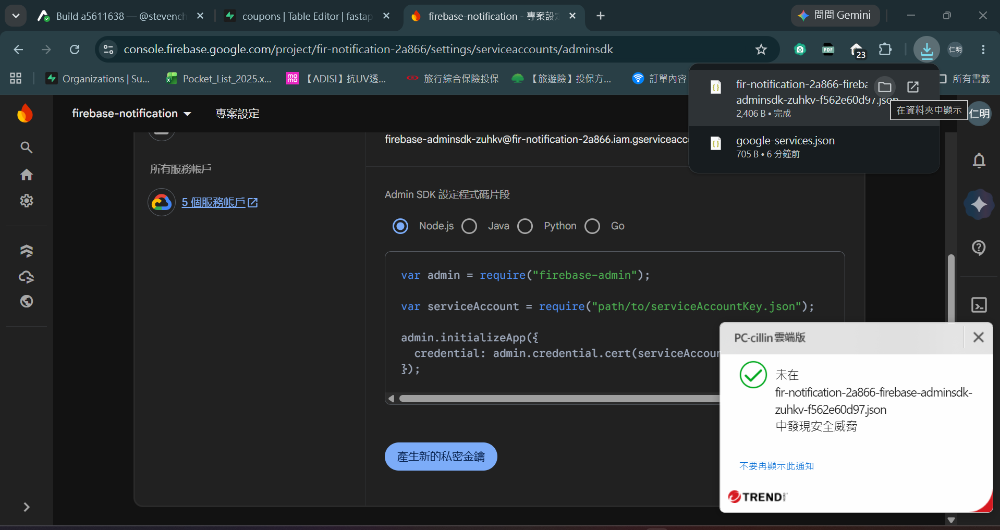 Build a5611638 — @stevench
coupons | Table Editor | fastap
firebase-notification - 專案設定
問問 Gemini
console.firebase.google.com/project/fir-notification-2a866/settings/serviceaccounts/adminsdk
PDF
23
仁明
Organizations | Su...
Pocket_List_2025.x...
mo
mo
【ADISI】抗UV透...
旅行綜合保險投保
【旅遊險】投保方...
訂單內容
所有書籤
fir-notification-2a866-fireba
adminsdk-zuhkv-f562e60d97.json
2,406 B • 完成
在資料夾中顯示
google-services.json
705 B • 6 分鐘前
firebase-notification
專案設定
仁明
firebase-adminsdk-zuhkv@fir-notification-2a866.iam.gserviceacc
所有服務帳戶
5 個服務帳戶
Admin SDK 設定程式碼片段
Node.js
Java
Python
Go
var admin = require("firebase-admin");
var serviceAccount = require("path/to/serviceAccountKey.json");
admin.initializeApp({
credential: admin.credential.cert(serviceAccoun
});
產生新的私密金鑰
PC-cillin 雲端版
未在
fir-notification-2a866-firebase-adminsdk-
zuhkv-f562e60d97.json
中發現安全威脅
不要再顯示此通知
TREND